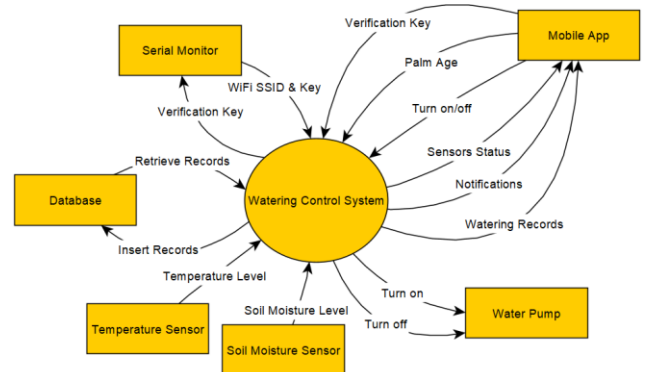 Verification Key
Mobile App
Serial Monitor
Palm Age
WiFi SSID & Key
Turn on/off
Verification Key
Sensors Status
Retrieve Records
Notifications
Database
Watering Control System
Watering Records
Insert Records
Temperature Level
Turn on
Soil Moisture Level
Water Pump
Turn off
Temperature Sensor
Soil Moisture Sensor